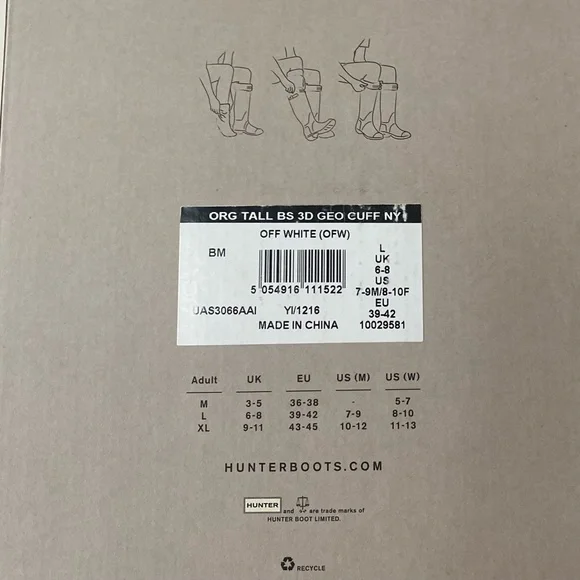 ORG TALL BS 3D GEO CUFF NY
OFF WHITE (OFW)
BM
L
UK
6-8
US
7-9M/8-10F
EU
39-42
10029581
5 054916 111522
UAS3066AAI YI/1216
MADE IN CHINA
Adult UK EU US (M) US (W)
M 3-5 36-38 - 5-7
L 6-8 39-42 7-9 8-10
XL 9-11 43-45 10-12 11-13
HUNTERBOOTS.COM
HUNTER and are trade marks of
HUNTER BOOT LIMITED.
RECYCLE